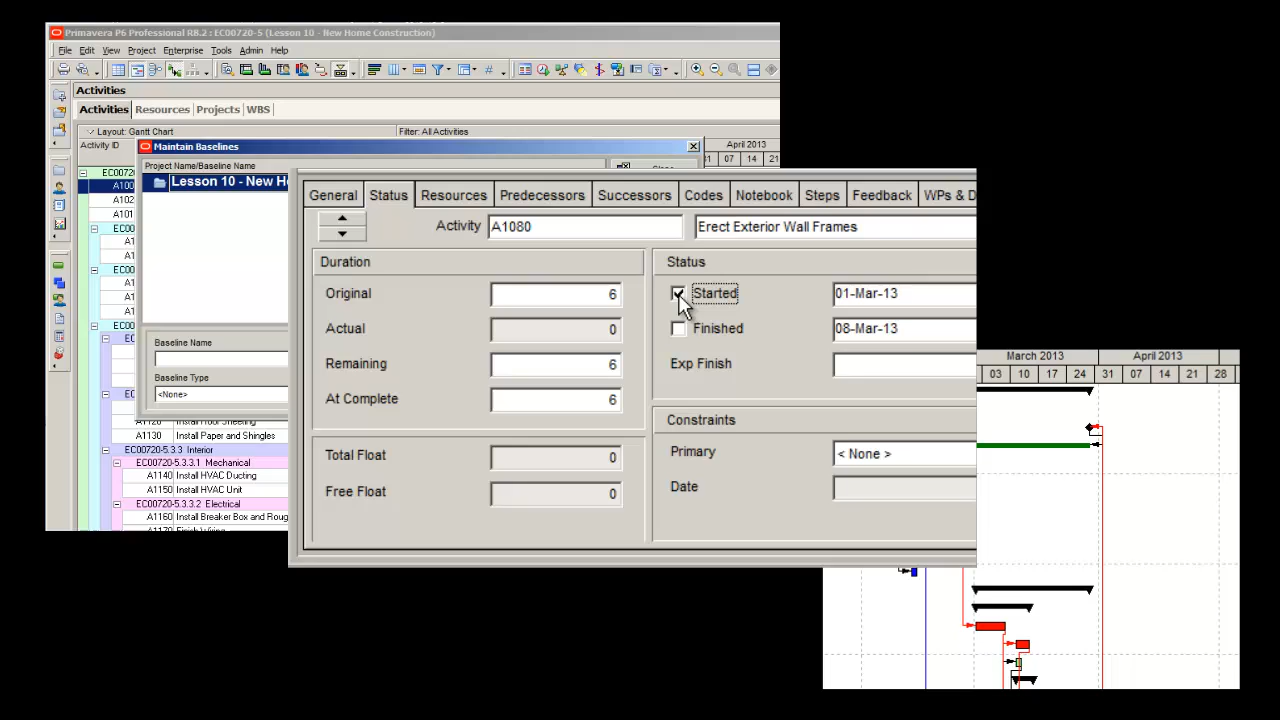 Primavera P6 Professional R8.2 : EC00720-5 (Lesson 10 - New Home Construction)
File Edit View Project Enterprise Tools Admin Help
Activities
Activities Resources Projects WBS
Layout: Gantt Chart Filter: All Activities
Activity ID
April 2013
07 14 21
Maintain Baselines
Project Name/Baseline Name
Lesson 10 - New H
Baseline Name
Baseline Type
<None>
A1130 Install Paper and Shingles
EC00720-5.3.3 Interior
EC00720-5.3.3.1 Mechanical
A1140 Install HVAC Ducting
A1150 Install HVAC Unit
EC00720-5.3.3.2 Electrical
A1160 Install Breaker Box and Roug
General Status Resources Predecessors Successors Codes Notebook Steps Feedback WPs & D
Activity A1080 Erect Exterior Wall Frames
Duration
Original 6
Actual 0
Remaining 6
At Complete 6
Total Float 0
Free Float 0
Status
Started 01-Mar-13
Finished 08-Mar-13
Exp Finish
Constraints
Primary < None >
Date
March 2013 April 2013
03 10 17 24 31 07 14 21 28